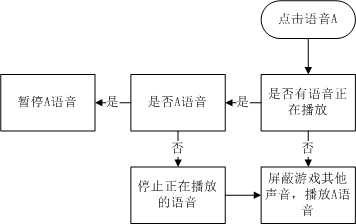 点击语音A
是否有语音正
在播放
是
是否A语音
是
暂停A语音
否
否
停止正在播放
的语音
屏蔽游戏其他
声音，播放A语
音